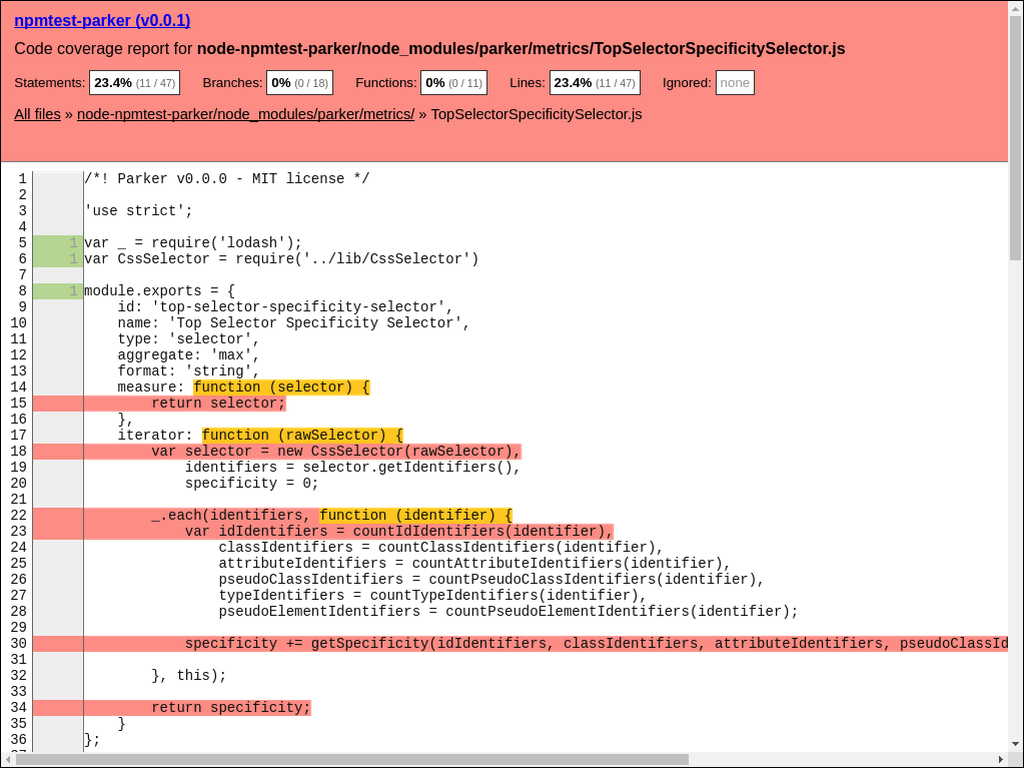 npmtest-parker (v0.0.1)
Code coverage report for node-npmtest-parker/node_modules/parker/metrics/TopSelectorSpecificitySelector.js
Statements: 23.4% (11 / 47) Branches: 0% (0 / 18) Functions: 0% (0 / 11) Lines: 23.4% (11 / 47) Ignored: none
All files » node-npmtest-parker/node_modules/parker/metrics/ » TopSelectorSpecificitySelector.js
1 /*! Parker v0.0.0 - MIT license */
2
3 'use strict';
4
5 1 var _ = require('lodash');
6 1 var CssSelector = require('../lib/CssSelector')
7
8 1 module.exports = {
9     id: 'top-selector-specificity-selector',
10     name: 'Top Selector Specificity Selector',
11     type: 'selector',
12     aggregate: 'max',
13     format: 'string',
14     measure: function (selector) {
15         return selector;
16     },
17     iterator: function (rawSelector) {
18         var selector = new CssSelector(rawSelector),
19             identifiers = selector.getIdentifiers(),
20             specificity = 0;
21
22         _.each(identifiers, function (identifier) {
23             var idIdentifiers = countIdIdentifiers(identifier),
24                 classIdentifiers = countClassIdentifiers(identifier),
25                 attributeIdentifiers = countAttributeIdentifiers(identifier),
26                 pseudoClassIdentifiers = countPseudoClassIdentifiers(identifier),
27                 typeIdentifiers = countTypeIdentifiers(identifier),
28                 pseudoElementIdentifiers = countPseudoElementIdentifiers(identifier);
29
30             specificity += getSpecificity(idIdentifiers, classIdentifiers, attributeIdentifiers, pseudoClassId
31
32         }, this);
33
34         return specificity;
35     }
36 };